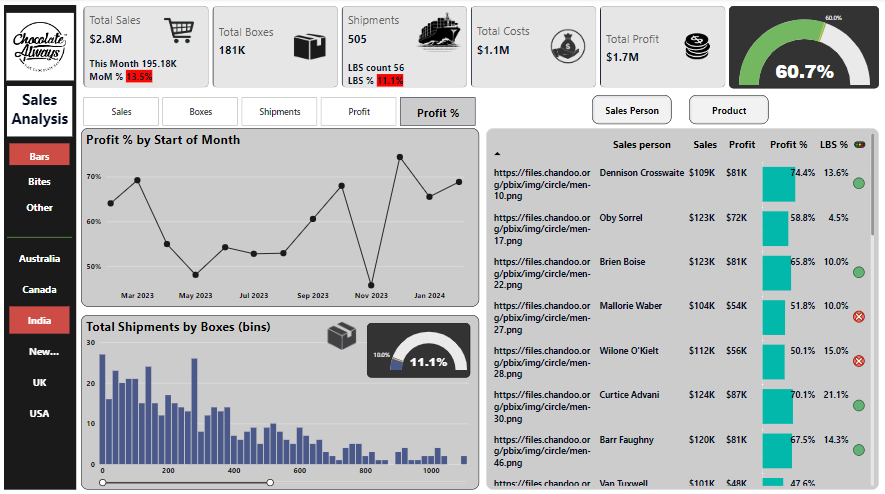 Chocolate
Always
Sales
Analysis
Bars
Bites
Other
Australia
Canada
India
New...
UK
USA
Total Sales
$2.8M
This Month 195.18K
MoM % 13.5%
Total Boxes
181K
Shipments
505
LBS count 56
LBS % 11.1%
Total Costs
$1.1M
Total Profit
$1.7M
60.0%
60.7%
Sales
Boxes
Shipments
Profit
Profit %
Sales Person
Product
Profit % by Start of Month
70%
60%
50%
Mar 2023
May 2023
Jul 2023
Sep 2023
Nov 2023
Jan 2024
Total Shipments by Boxes (bins)
10.0%
11.1%
30
20
10
0
0
200
400
600
800
1000
Sales person Sales Profit Profit % LBS %
https://files.chandoo.or Dennison Crosswaite $109K $81K 74.4% 13.6%
g/pbix/img/circle/men-
10.png
https://files.chandoo.or Oby Sorrel $123K $72K 58.8% 4.5%
g/pbix/img/circle/men-
17.png
https://files.chandoo.or Brien Boise $123K $81K 65.8% 10.0%
g/pbix/img/circle/men-
22.png
https://files.chandoo.or Mallorie Waber $104K $54K 51.8% 10.0%
g/pbix/img/circle/men-
27.png
https://files.chandoo.or Wilone O'Kielt $112K $56K 50.1% 15.0%
g/pbix/img/circle/men-
28.png
https://files.chandoo.or Curtice Advani $124K $87K 70.1% 21.1%
g/pbix/img/circle/men-
30.png
https://files.chandoo.or Barr Faughny $120K $81K 67.5% 14.3%
g/pbix/img/circle/men-
46.png
https://files.chandoo.or Van Tuxwell $101K $48K 47.6%